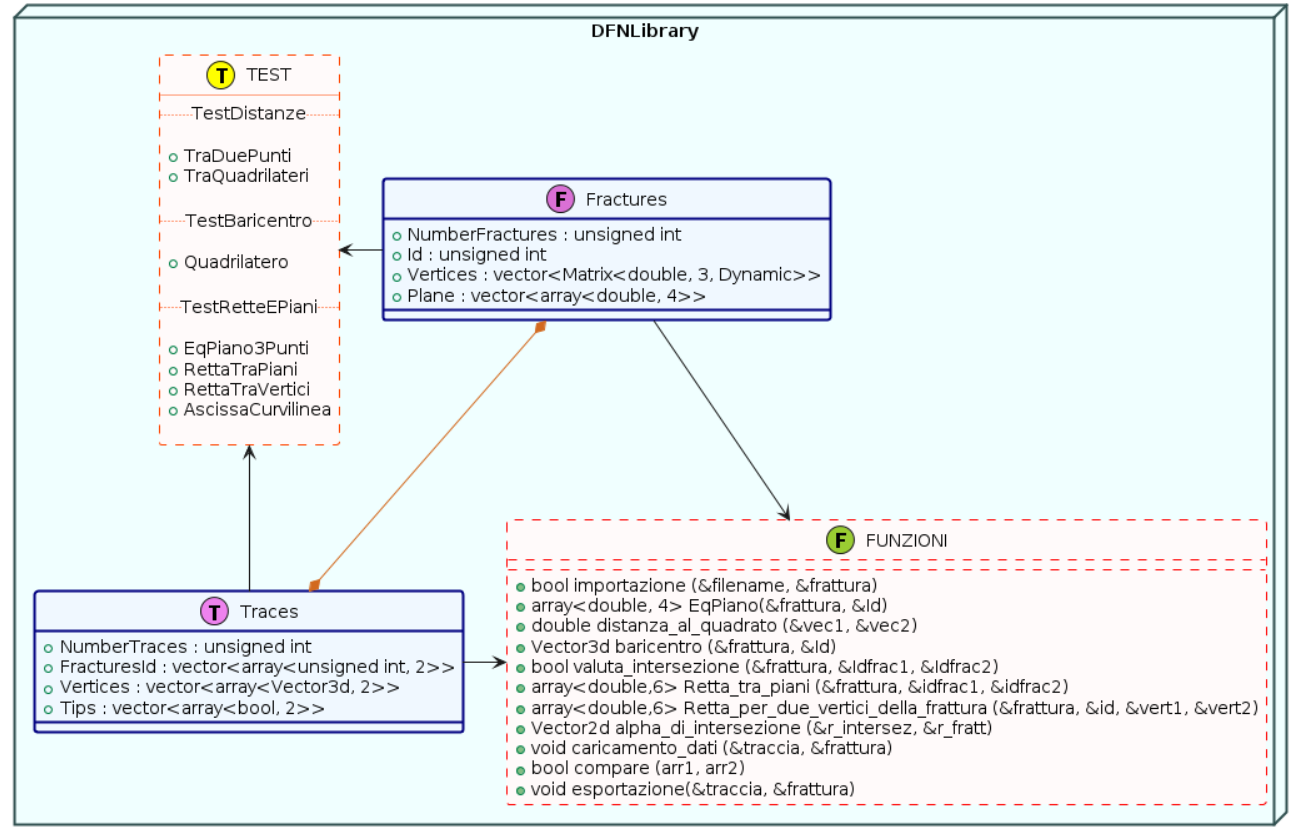 DFNLibrary
T TEST
TestDistanze
TraDuePunti
TraQuadrilateri
TestBaricentro
Quadrilatero
TestRetteEPiani
EqPiano3Punti
RettaTraPiani
RettaTraVertici
AscissaCurvilinea
F Fractures
NumberFractures : unsigned int
Id : unsigned int
Vertices : vector<Matrix<double, 3, Dynamic>>
Plane : vector<array<double, 4>>
T Traces
NumberTraces : unsigned int
FracturesId : vector<array<unsigned int, 2>>
Vertices : vector<array<Vector3d, 2>>
Tips : vector<array<bool, 2>>
F FUNZIONI
bool importazione (&filename, &frattura)
array<double, 4> EqPiano(&frattura, &Id)
double distanza_al_quadrato (&vec1, &vec2)
Vector3d baricentro (&frattura, &Id)
bool valuta_intersezione (&frattura, &Idfrac1, &Idfrac2)
array<double,6> Retta_tra_piani (&frattura, &idfrac1, &idfrac2)
array<double,6> Retta_per_due_vertici_della_frattura (&frattura, &id, &vert1, &vert2)
Vector2d alpha_di_intersezione (&r_intersez, &r_fratt)
void caricamento_dati (&traccia, &frattura)
bool compare (arr1, arr2)
void esportazione(&traccia, &frattura)